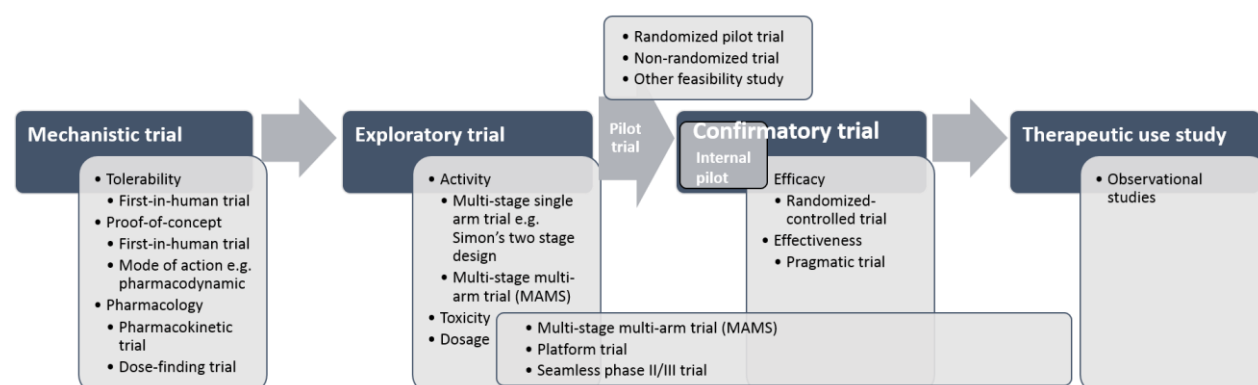 • Randomized pilot trial
• Non-randomized trial
• Other feasibility study
Mechanistic trial
• Tolerability
• First-in-human trial
• Proof-of-concept
• First-in-human trial
• Mode of action e.g.
pharmacodynamic
• Pharmacology
• Pharmacokinetic
trial
• Dose-finding trial
Exploratory trial
• Activity
• Multi-stage single
arm trial e.g.
Simon's two stage
design
• Multi-stage multi-
arm trial (MAMS)
• Toxicity
• Dosage
Pilot
trial
Confirmatory trial
Internal
pilot
Efficacy
• Randomized-
controlled trial
• Effectiveness
• Pragmatic trial
• Multi-stage multi-arm trial (MAMS)
• Platform trial
• Seamless phase II/III trial
Therapeutic use study
• Observational
studies